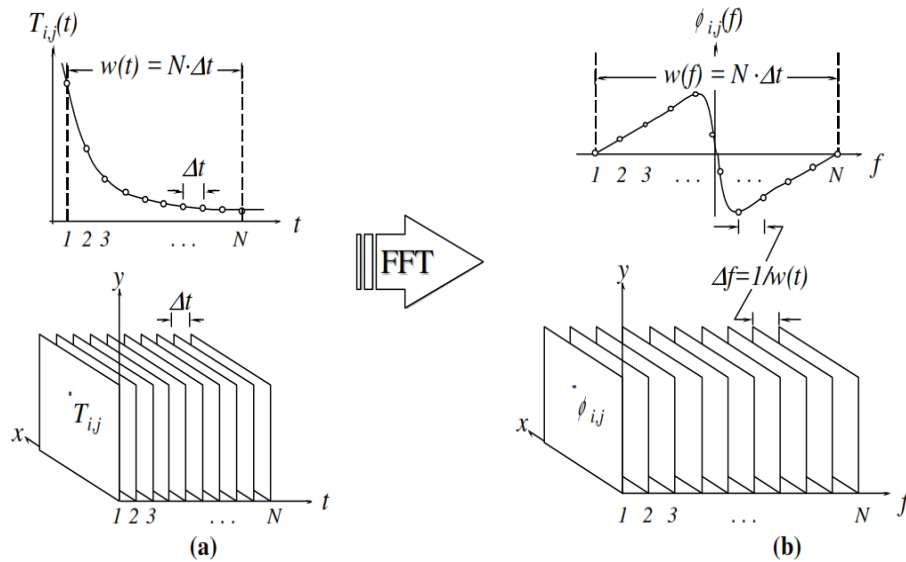 T_{i,j}(t)
w(t) = N·Δt
Δt
1 2 3 ... N t
y
Δt
T_{i,j}
x
1 2 3 ... N t
(a)
FFT
ϕ_{i,j}(f)
w(f) = N·Δt
1 2 3 ... ... N f
Δf=1/w(t)
y
ϕ_{i,j}
x
1 2 3 ... N f
(b)